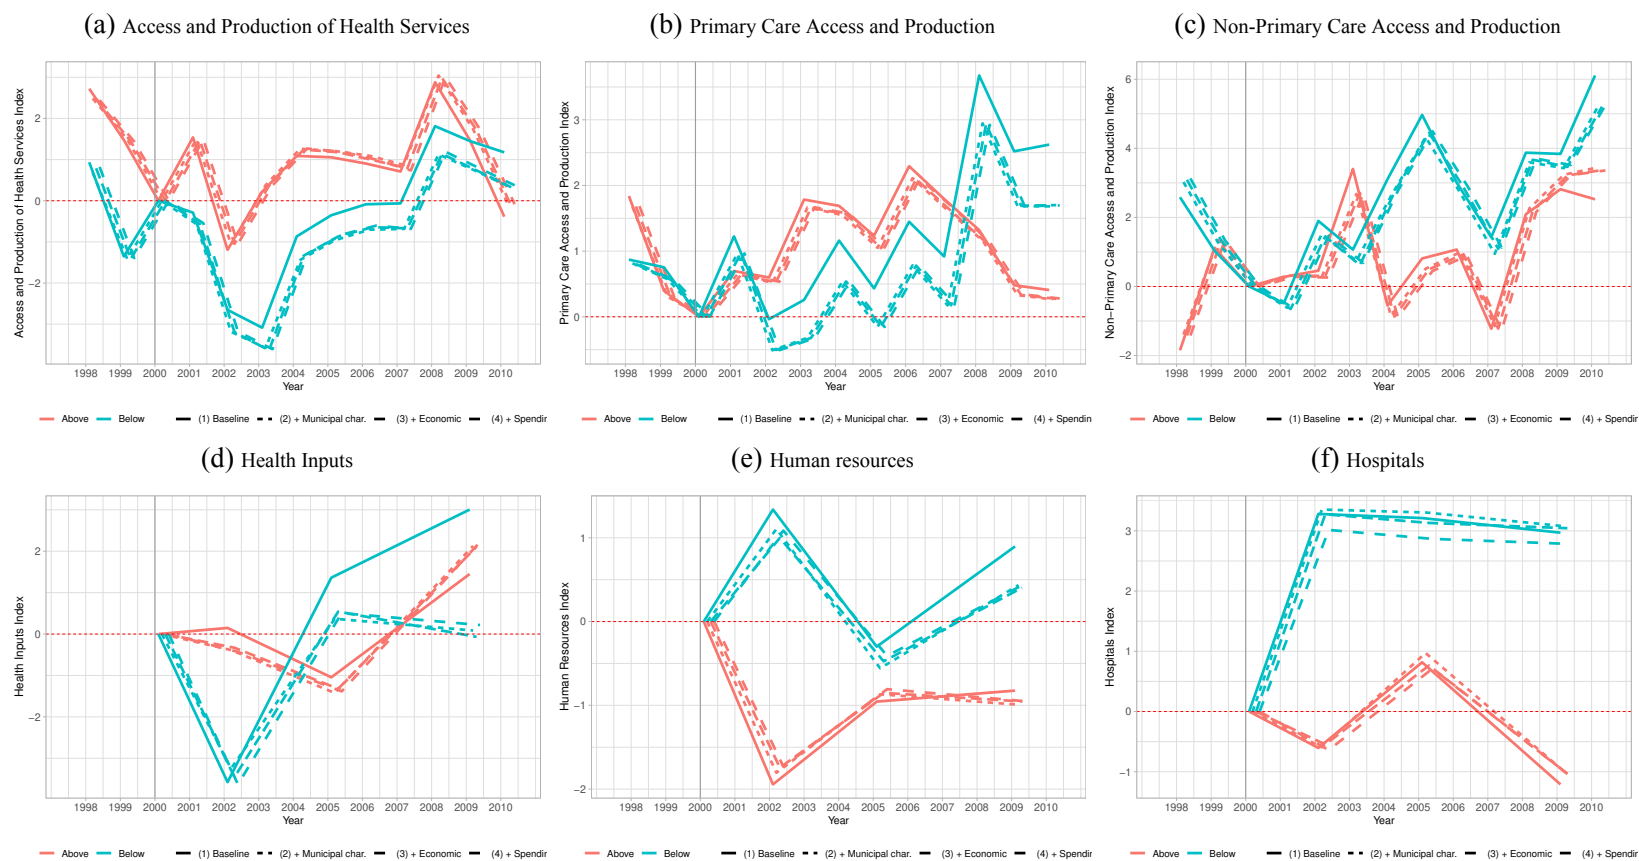 (a) Access and Production of Health Services
(b) Primary Care Access and Production
(c) Non-Primary Care Access and Production
Access and Production of Health Services Index
2
0
−2
1998 1999 2000 2001 2002 2003 2004 2005 2006 2007 2008 2009 2010
Year
Above Below (1) Baseline (2) + Municipal char. (3) + Economic (4) + Spendin
Primary Care Access and Production Index
3
2
1
0
1998 1999 2000 2001 2002 2003 2004 2005 2006 2007 2008 2009 2010
Year
Above Below (1) Baseline (2) + Municipal char. (3) + Economic (4) + Spendin
Non−Primary Care Access and Production Index
6
4
2
0
−2
1998 1999 2000 2001 2002 2003 2004 2005 2006 2007 2008 2009 2010
Year
Above Below (1) Baseline (2) + Municipal char. (3) + Economic (4) + Spendir
(d) Health Inputs
(e) Human resources
(f) Hospitals
Health Inputs Index
2
0
−2
1998 1999 2000 2001 2002 2003 2004 2005 2006 2007 2008 2009 2010
Year
Above Below (1) Baseline (2) + Municipal char. (3) + Economic (4) + Spendin
Human Resources Index
1
0
−1
−2
1998 1999 2000 2001 2002 2003 2004 2005 2006 2007 2008 2009 2010
Year
Above Below (1) Baseline (2) + Municipal char. (3) + Economic (4) + Spendin
Hospitals Index
3
2
1
0
−1
1998 1999 2000 2001 2002 2003 2004 2005 2006 2007 2008 2009 2010
Year
Above Below (1) Baseline (2) + Municipal char. (3) + Economic (4) + Spendir